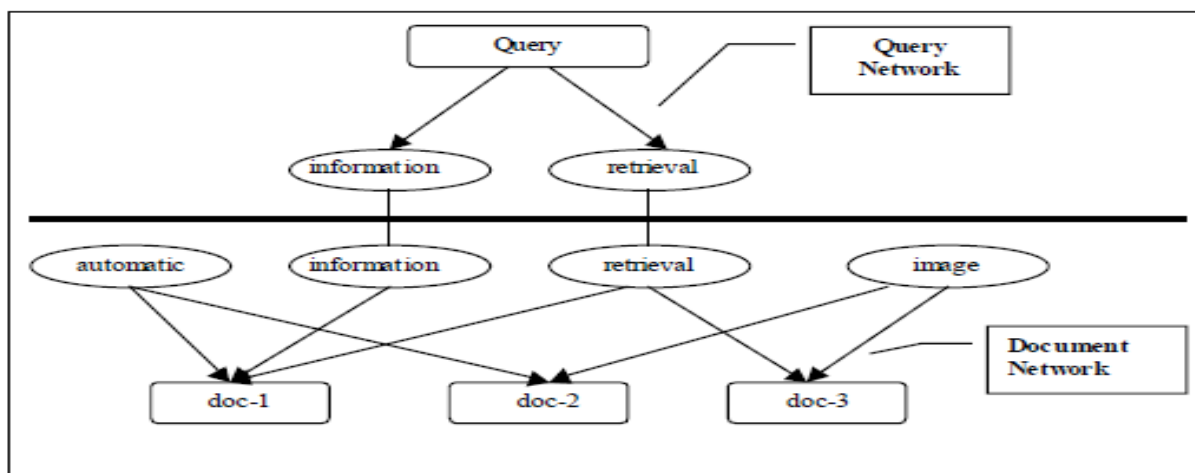 Query
Query
Network
information
retrieval
automatic
information
retrieval
image
Document
Network
doc-1
doc-2
doc-3